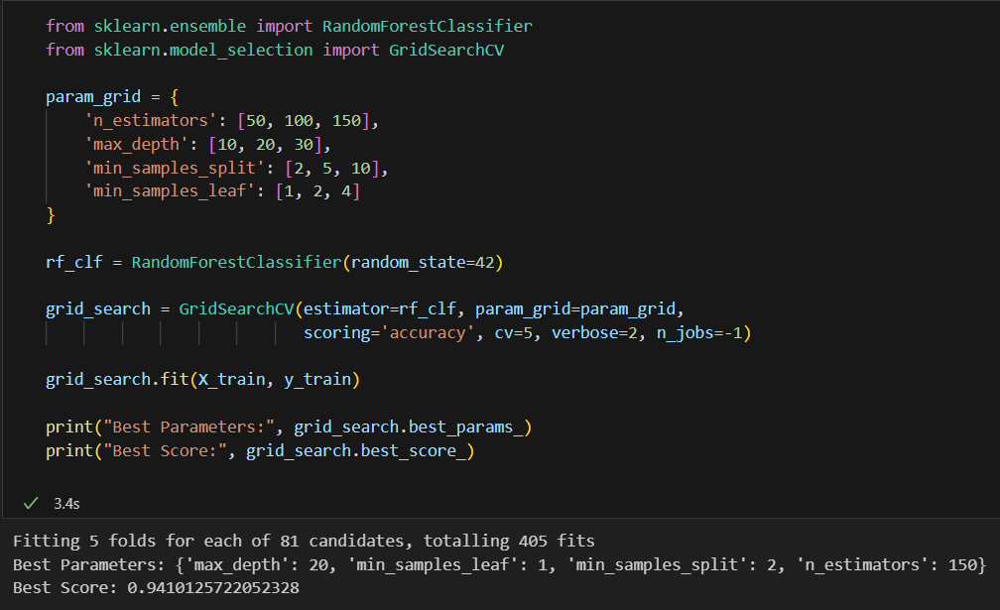 from sklearn.ensemble import RandomForestClassifier
from sklearn.model_selection import GridSearchCV
param_grid = {
    'n_estimators': [50, 100, 150],
    'max_depth': [10, 20, 30],
    'min_samples_split': [2, 5, 10],
    'min_samples_leaf': [1, 2, 4]
}
rf_clf = RandomForestClassifier(random_state=42)
grid_search = GridSearchCV(estimator=rf_clf, param_grid=param_grid,
                           scoring='accuracy', cv=5, verbose=2, n_jobs=-1)
grid_search.fit(X_train, y_train)
print("Best Parameters:", grid_search.best_params_)
print("Best Score:", grid_search.best_score_)
✓ 3.4s
Fitting 5 folds for each of 81 candidates, totalling 405 fits
Best Parameters: {'max_depth': 20, 'min_samples_leaf': 1, 'min_samples_split': 2, 'n_estimators': 150}
Best Score: 0.9410125722052328